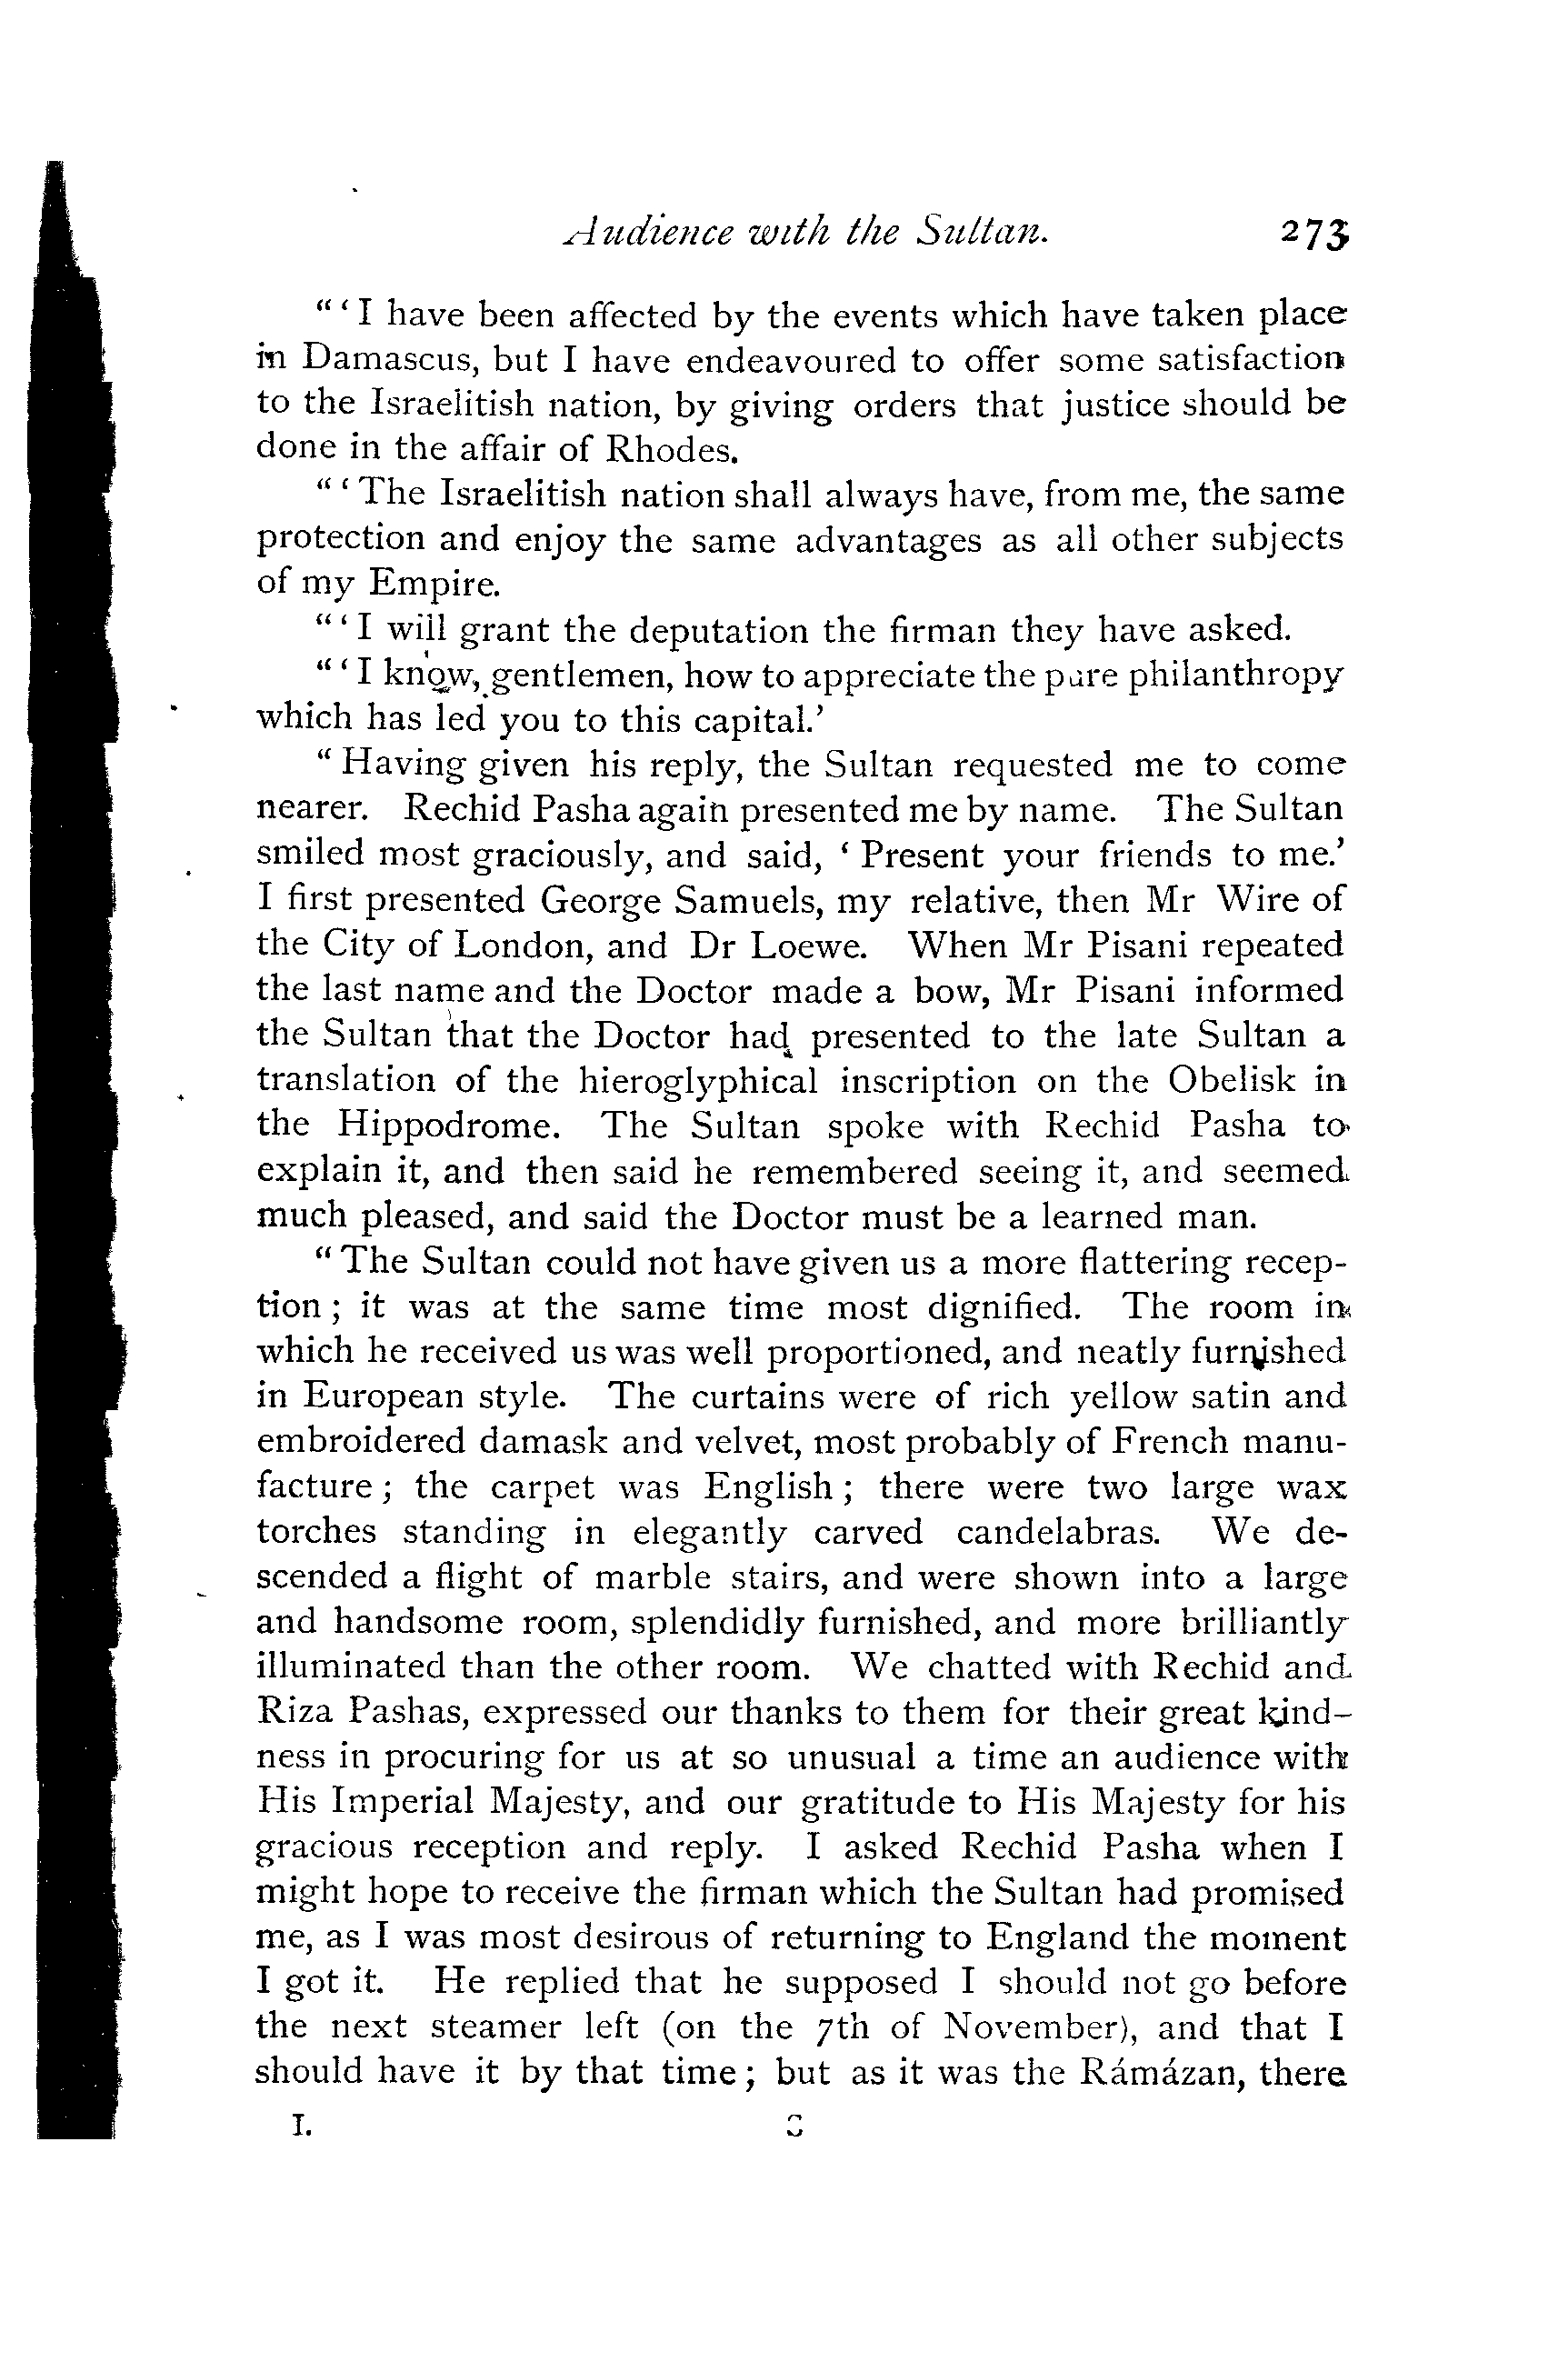 Audience with the Sultan. 273
"'I have been affected by the events which have taken place
in Damascus, but I have endeavoured to offer some satisfaction
to the Israelitish nation, by giving orders that justice should be
done in the affair of Rhodes.
"'The Israelitish nation shall always have, from me, the same
protection and enjoy the same advantages as all other subjects
of my Empire.
"'I will grant the deputation the firman they have asked.
"'I know, gentlemen, how to appreciate the pure philanthropy
which has led you to this capital.'
"Having given his reply, the Sultan requested me to come
nearer. Rechid Pasha again presented me by name. The Sultan
smiled most graciously, and said, 'Present your friends to me.'
I first presented George Samuels, my relative, then Mr Wire of
the City of London, and Dr Loewe. When Mr Pisani repeated
the last name and the Doctor made a bow, Mr Pisani informed
the Sultan that the Doctor had presented to the late Sultan a
translation of the hieroglyphical inscription on the Obelisk in
the Hippodrome. The Sultan spoke with Rechid Pasha to
explain it, and then said he remembered seeing it, and seemed
much pleased, and said the Doctor must be a learned man.
"The Sultan could not have given us a more flattering recep-
tion; it was at the same time most dignified. The room in
which he received us was well proportioned, and neatly furnished
in European style. The curtains were of rich yellow satin and
embroidered damask and velvet, most probably of French manu-
facture; the carpet was English; there were two large wax
torches standing in elegantly carved candelabras. We de-
scended a flight of marble stairs, and were shown into a large
and handsome room, splendidly furnished, and more brilliantly
illuminated than the other room. We chatted with Rechid and
Riza Pashas, expressed our thanks to them for their great kind-
ness in procuring for us at so unusual a time an audience with
His Imperial Majesty, and our gratitude to His Majesty for his
gracious reception and reply. I asked Rechid Pasha when I
might hope to receive the firman which the Sultan had promised
me, as I was most desirous of returning to England the moment
I got it. He replied that he supposed I should not go before
the next steamer left (on the 7th of November), and that I
should have it by that time; but as it was the Rámázan, there
I.